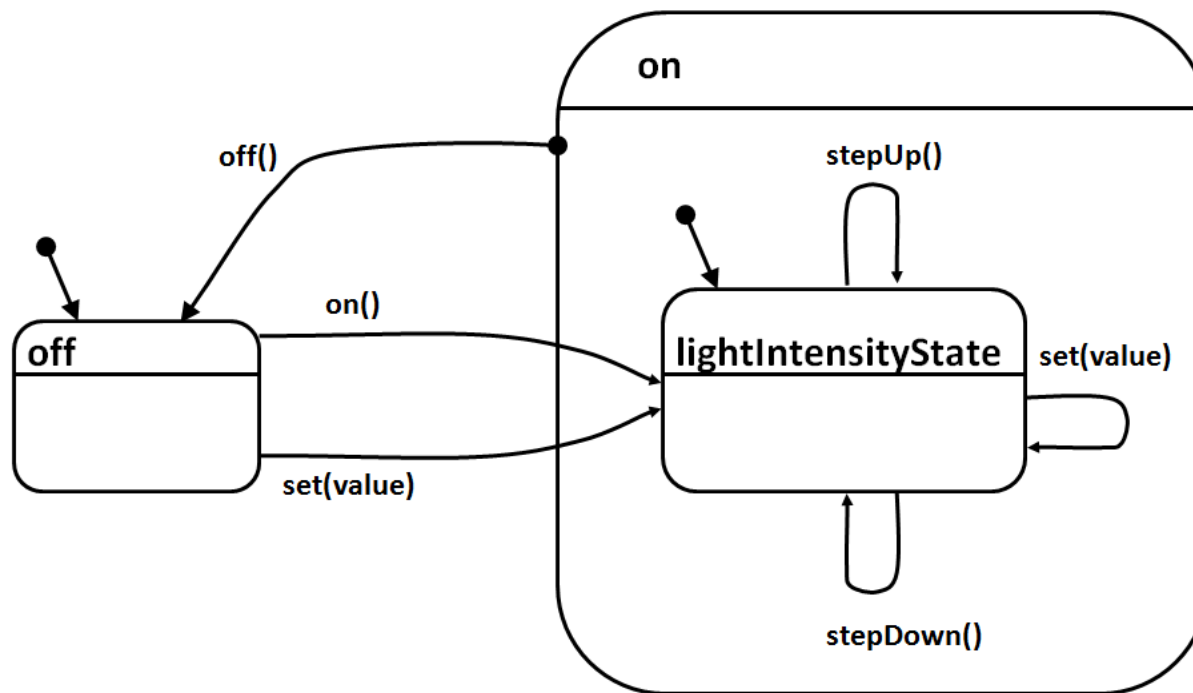 on
off()
stepUp()
on()
off
lightIntensityState
set(value)
set(value)
stepDown()